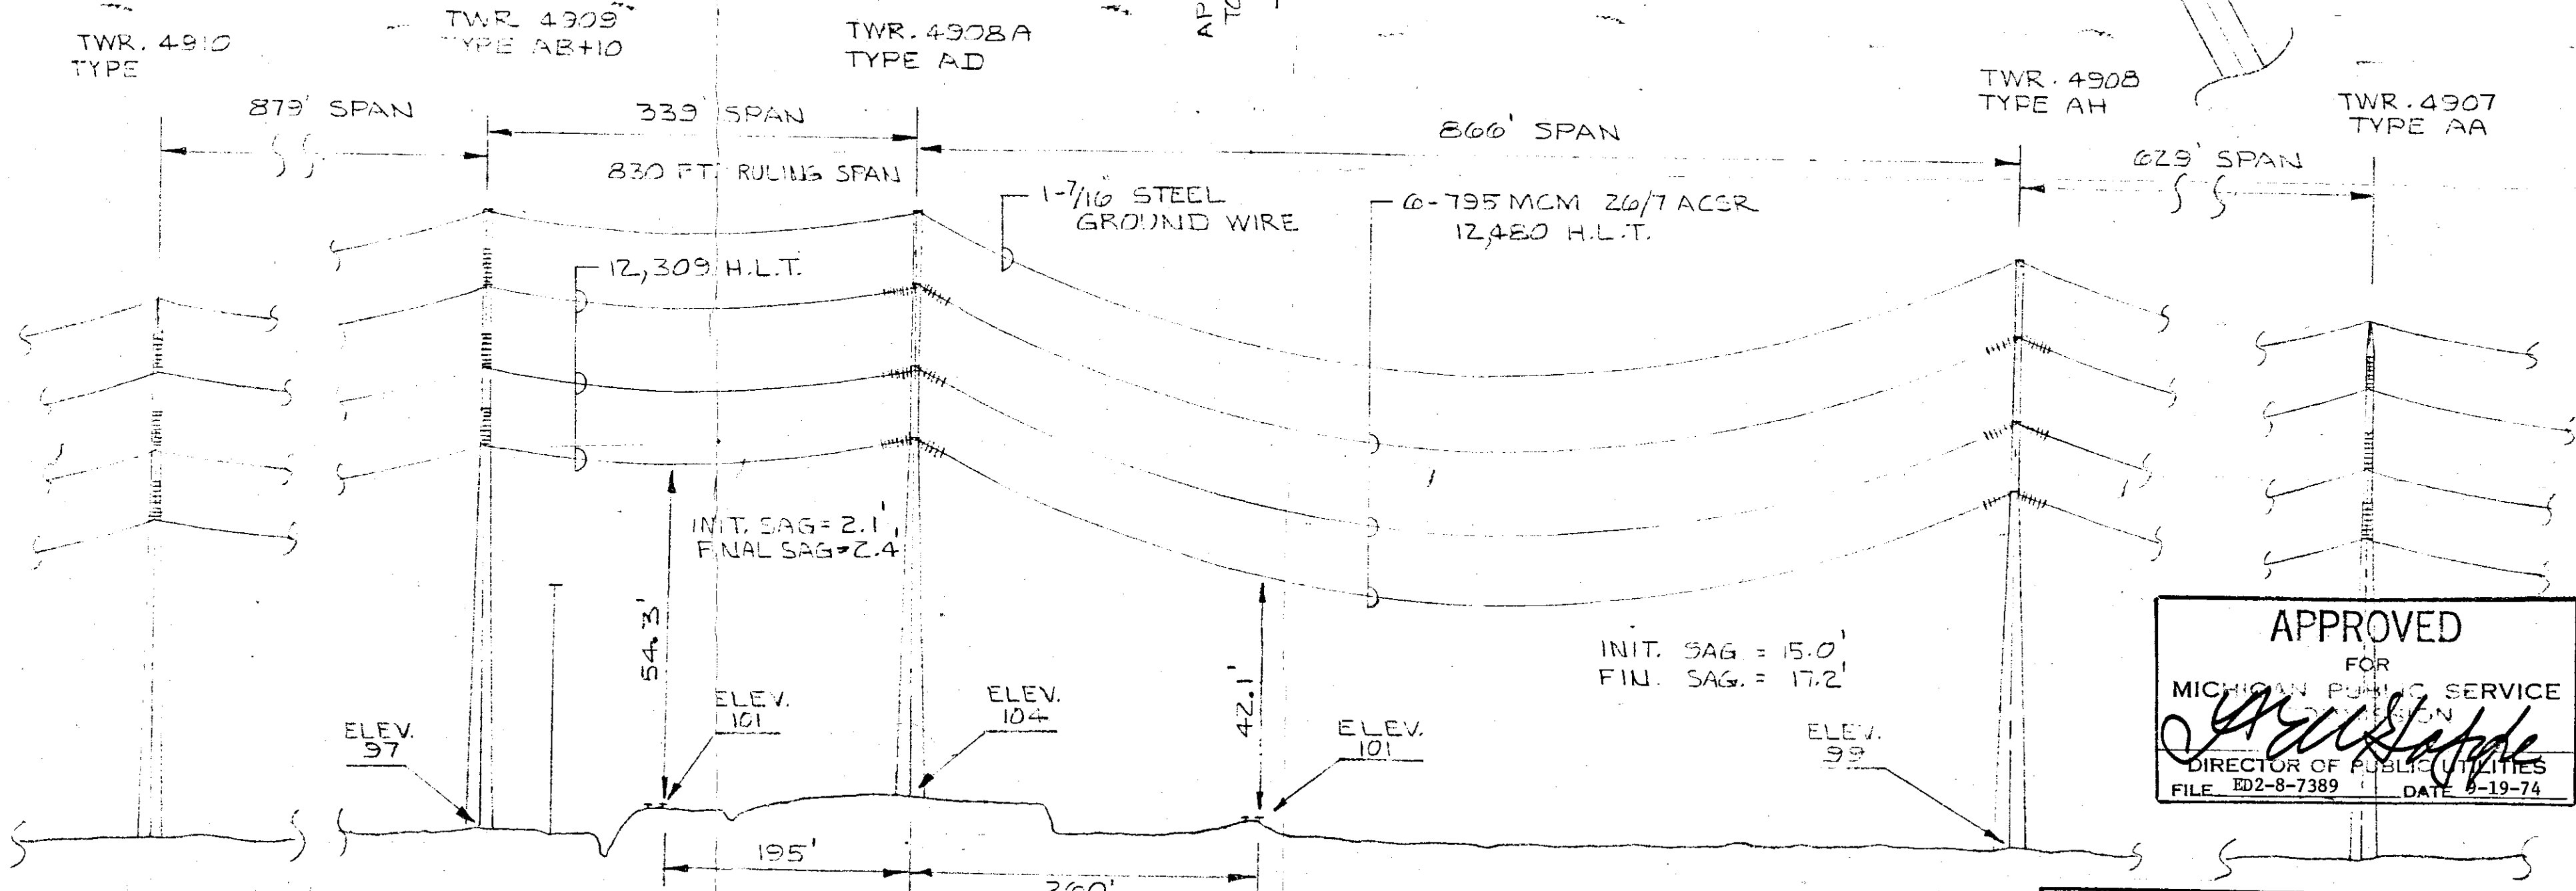 TWR. 4910
TYPE
TWR 4909
TYPE AB+10
TWR. 4908A
TYPE AD
AP
TO
TWR. 4908
TYPE AH
TWR. 4907
TYPE AA
879' SPAN
339' SPAN
866' SPAN
629' SPAN
830 FT. RULING SPAN
1-7/16 STEEL
GROUND WIRE
6-795 MCM 26/7 ACSR
12,480 H.L.T.
12,309 H.L.T.
INIT. SAG = 2.1'
FINAL SAG = 2.4
54.3'
42.1'
INIT. SAG = 15.0'
FIN. SAG. = 17.2'
ELEV.
97
ELEV.
101
ELEV.
104
ELEV.
101
ELEV.
99
195'
260'
APPROVED
FOR
MICHIGAN PUBLIC SERVICE
COMMISSION
DIRECTOR OF PUBLIC UTILITIES
FILE ED2-8-7389 DATE 9-19-74